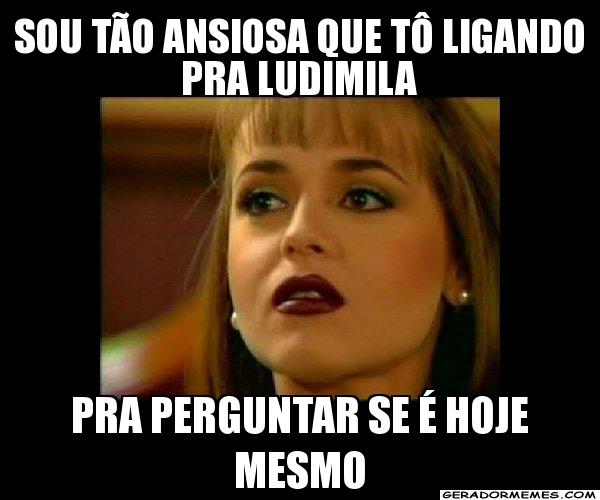 SOU TÃO ANSIOSA QUE TÔ LIGANDO
PRA LUDIMILA
PRA PERGUNTAR SE É HOJE
MESMO
GERADORMEMES.COM